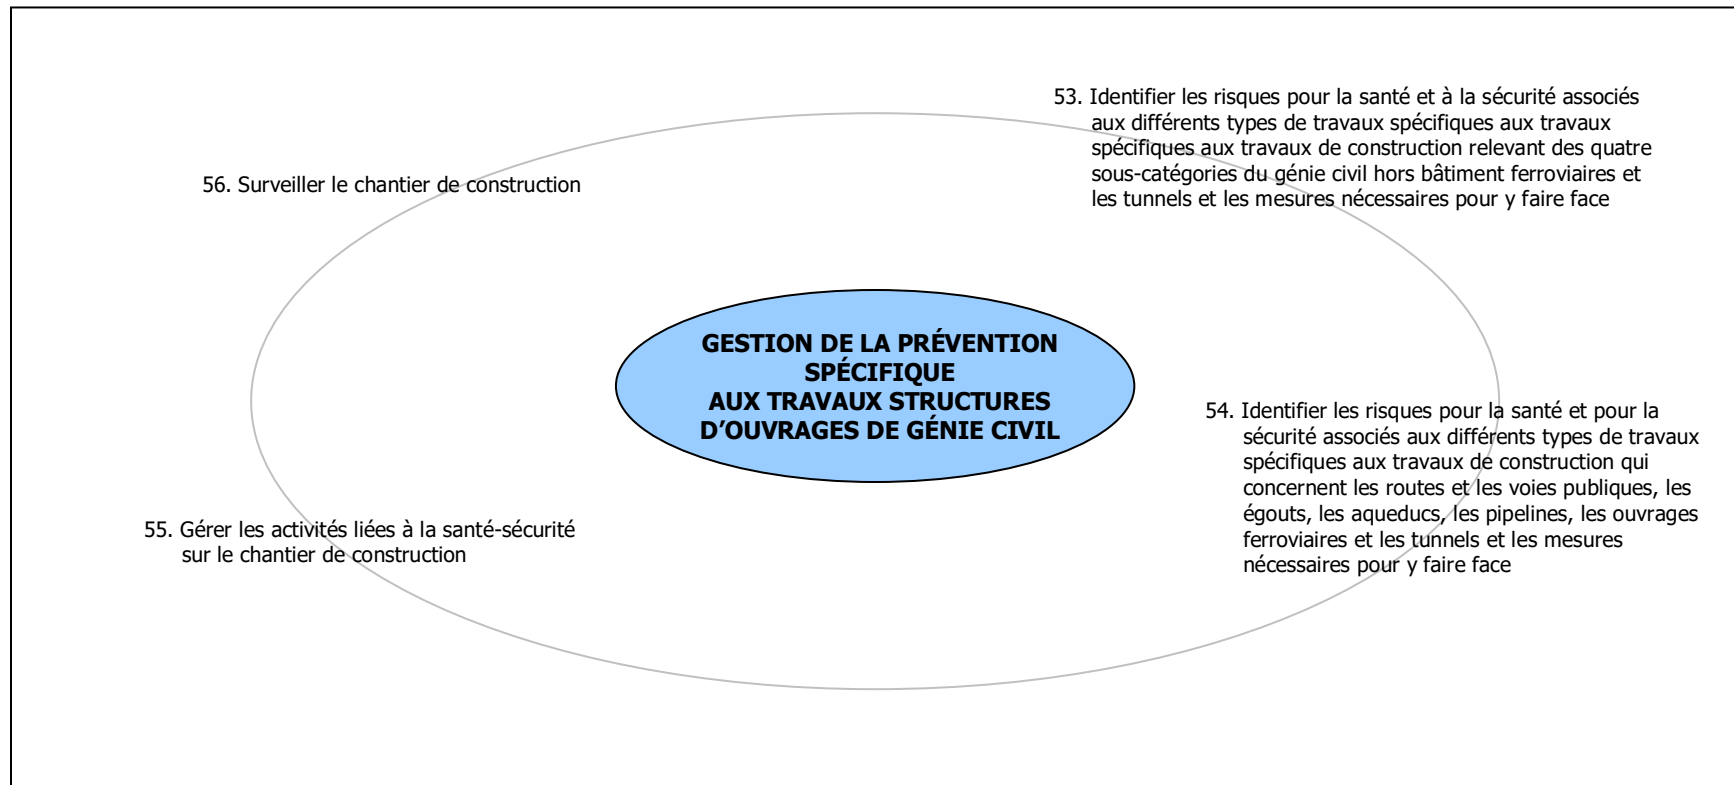 53. Identifier les risques pour la santé et à la sécurité associés
aux différents types de travaux spécifiques aux travaux
spécifiques aux travaux de construction relevant des quatre
sous-catégories du génie civil hors bâtiment ferroviaires et
les tunnels et les mesures nécessaires pour y faire face
56. Surveiller le chantier de construction
GESTION DE LA PRÉVENTION
SPÉCIFIQUE
AUX TRAVAUX STRUCTURES
D’OUVRAGES DE GÉNIE CIVIL
54. Identifier les risques pour la santé et pour la
sécurité associés aux différents types de travaux
spécifiques aux travaux de construction qui
concernent les routes et les voies publiques, les
égouts, les aqueducs, les pipelines, les ouvrages
ferroviaires et les tunnels et les mesures
nécessaires pour y faire face
55. Gérer les activités liées à la santé-sécurité
sur le chantier de construction